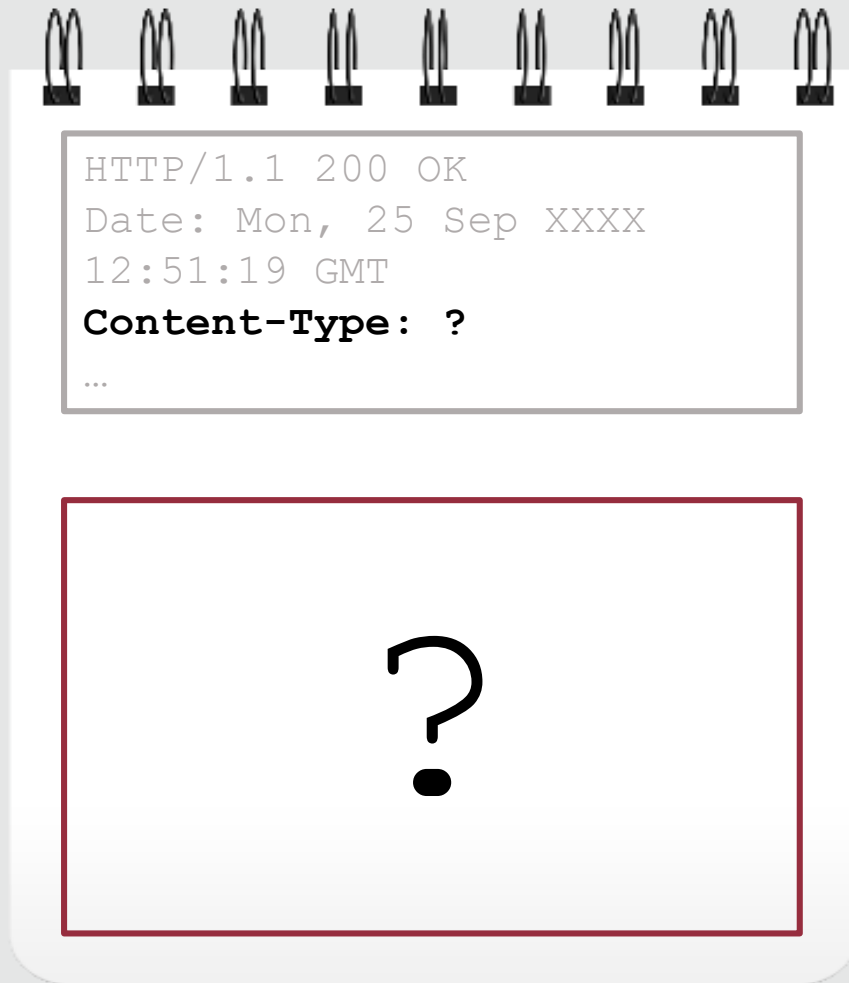 HTTP/1.1 200 OK
Date: Mon, 25 Sep XXXX
12:51:19 GMT
Content-Type: ?
…
?